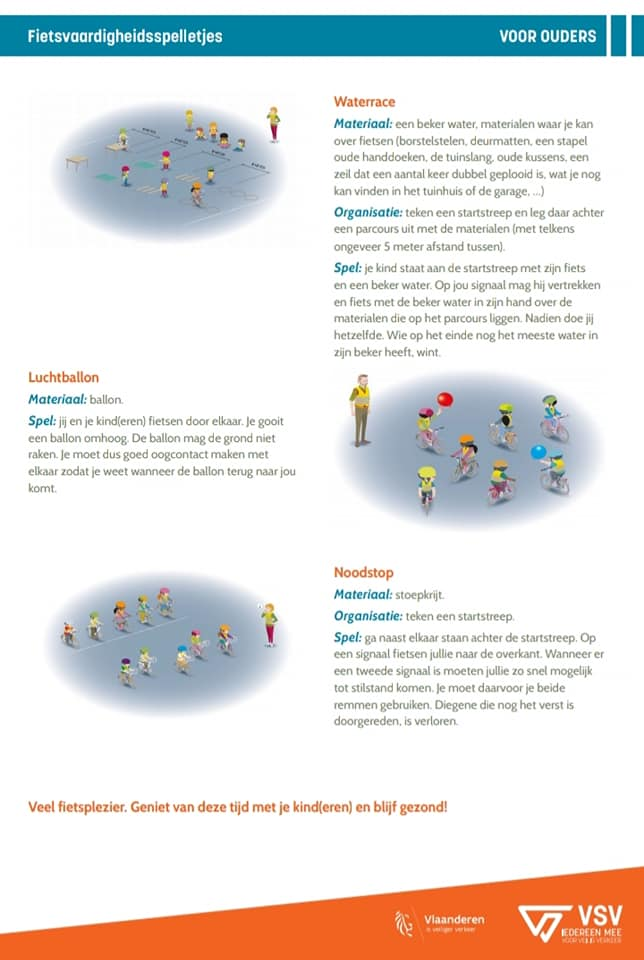 Fietsvaardigheidsspelletjes
VOOR OUDERS
Waterrace
Materiaal: een beker water, materialen waar je kan
over fietsen (borstelstelen, deurmatten, een stapel
oude handdoeken, de tuinslang, oude kussens, een
zeil dat een aantal keer dubbel geplooid is, wat je nog
kan vinden in het tuinhuis of de garage, ...)
Organisatie: teken een startstreep en leg daar achter
een parcours uit met de materialen (met telkens
ongeveer 5 meter afstand tussen).
Spel: je kind staat aan de startstreep met zijn fiets
en een beker water. Op jou signaal mag hij vertrekken
en fiets met de beker water in zijn hand over de
materialen die op het parcours liggen. Nadien doe jij
hetzelfde. Wie op het einde nog het meeste water in
zijn beker heeft, wint.
Luchtballon
Materiaal: ballon.
Spel: jij en je kind(eren) fietsen door elkaar. Je gooit
een ballon omhoog. De ballon mag de grond niet
raken. Je moet dus goed oogcontact maken met
elkaar zodat je weet wanneer de ballon terug naar jou
komt.
Noodstop
Materiaal: stoepkrijt.
Organisatie: teken een startstreep.
Spel: ga naast elkaar staan achter de startstreep. Op
een signaal fietsen jullie naar de overkant. Wanneer er
een tweede signaal is moeten jullie zo snel mogelijk
tot stilstand komen. Je moet daarvoor je beide
remmen gebruiken. Diegene die nog het verst is
doorgereden, is verloren.
Veel fietsplezier. Geniet van deze tijd met je kind(eren) en blijf gezond!
Vlaanderen
is veiliger verkeer
VSV
IEDEREEN MEE
VOOR VEILIG VERKEER